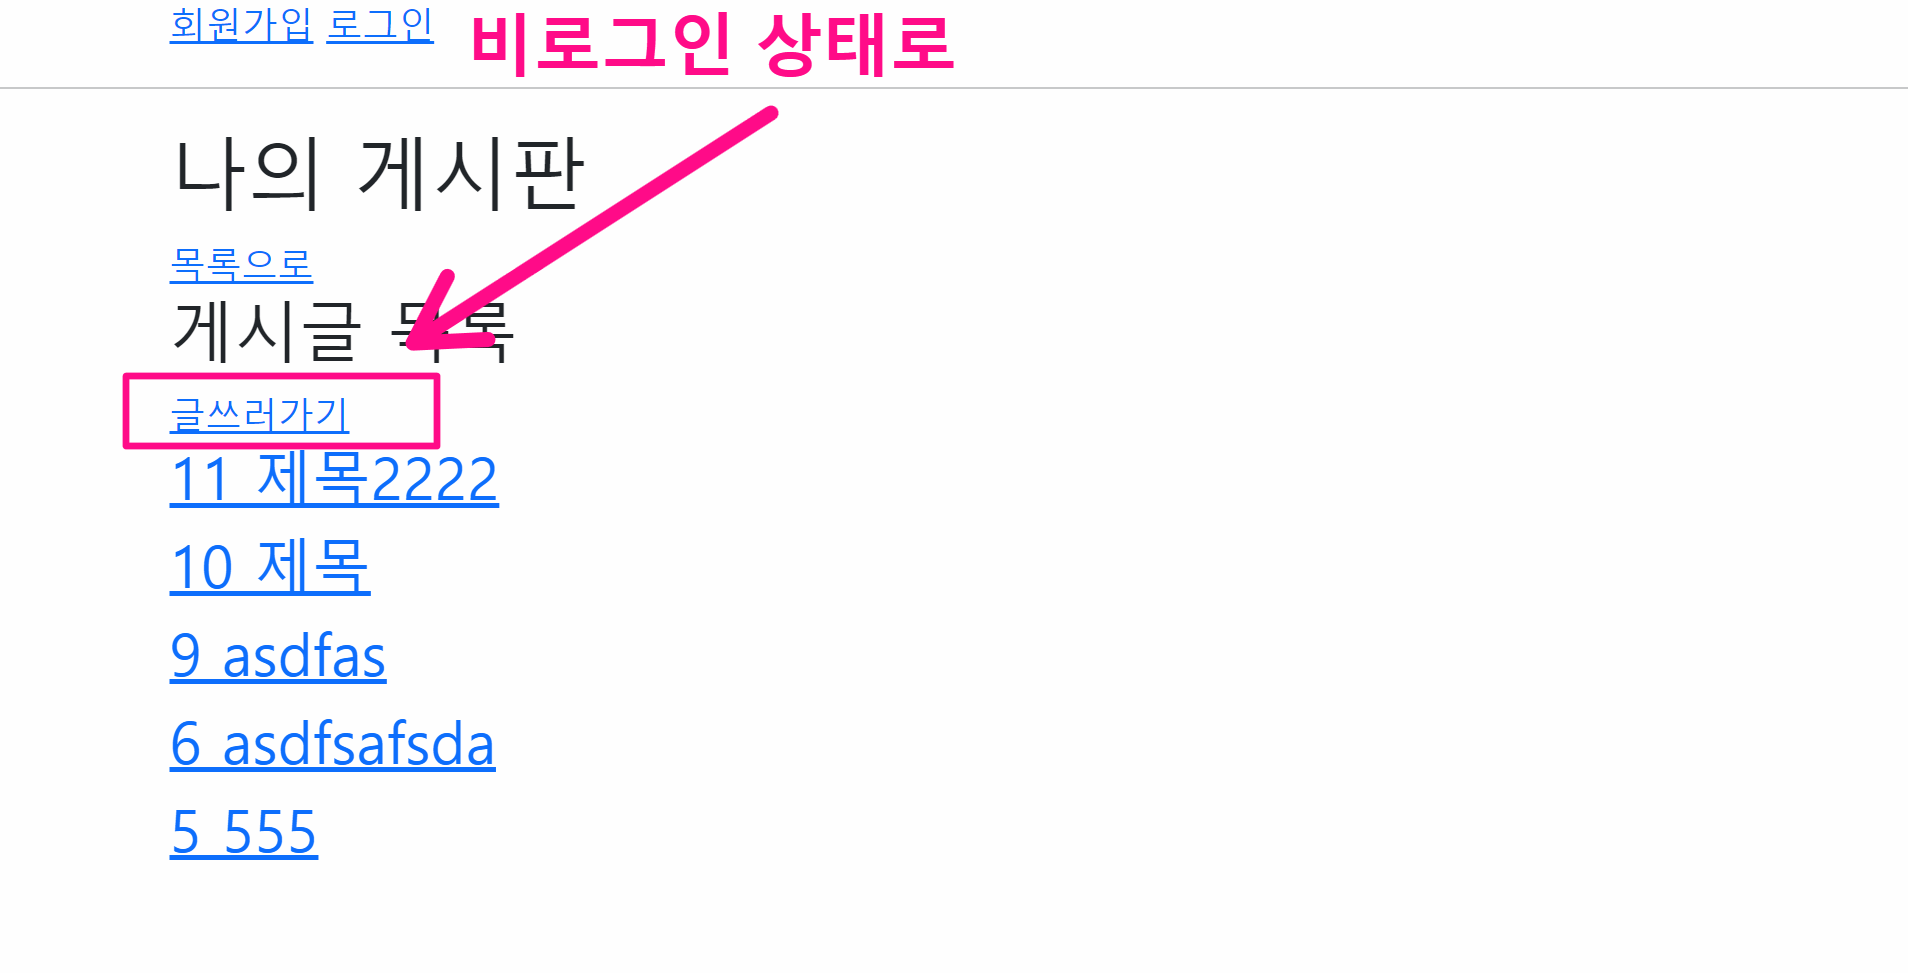 회원가입 로그인 비로그인 상태로
나의 게시판
목록으로
게시글 목록
글쓰러가기
11 제목2222
10 제목
9 asdfas
6 asdfsafsda
5 555